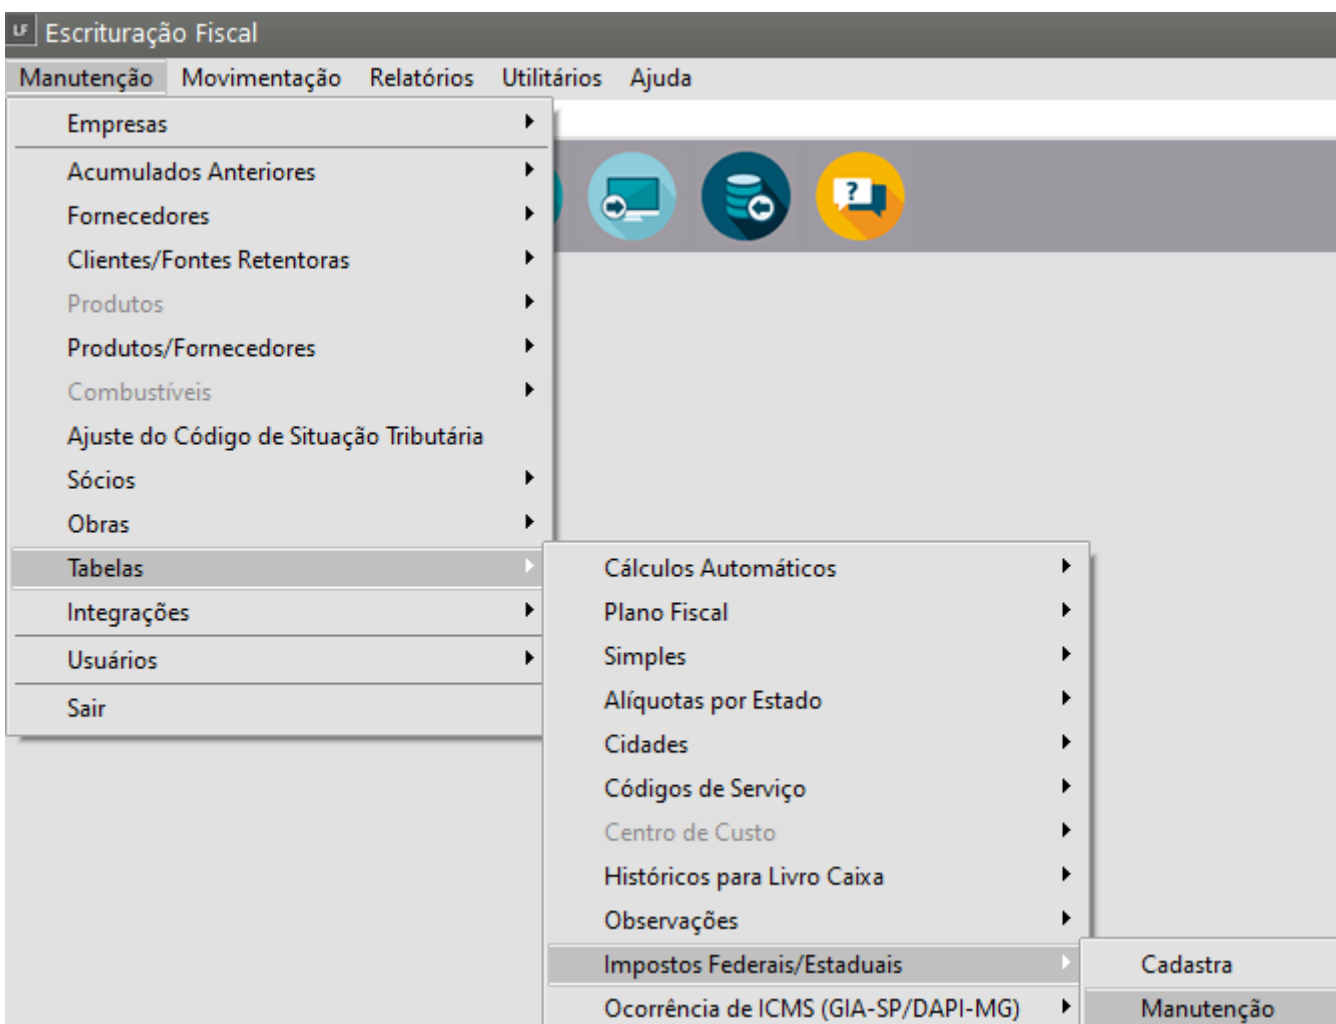 LF Escrituração Fiscal
Manutenção Movimentação Relatórios Utilitários Ajuda
Empresas
Acumulados Anteriores
Fornecedores
Clientes/Fontes Retentoras
Produtos
Produtos/Fornecedores
Combustíveis
Ajuste do Código de Situação Tributária
Sócios
Obras
Tabelas
Integrações
Usuários
Sair
?
Cálculos Automáticos
Plano Fiscal
Simples
Alíquotas por Estado
Cidades
Códigos de Serviço
Centro de Custo
Históricos para Livro Caixa
Observações
Impostos Federais/Estaduais
Ocorrência de ICMS (GIA-SP/DAPI-MG)
Cadastra
Manutenção